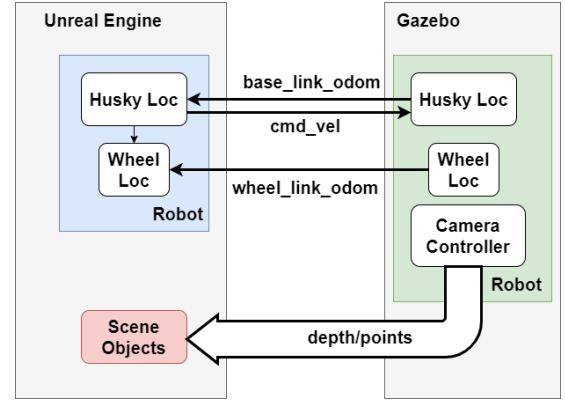 Unreal Engine
Gazebo
Husky Loc
base_link_odom
Husky Loc
cmd_vel
Wheel
Loc
wheel_link_odom
Wheel
Loc
Robot
Camera
Controller
Robot
Scene
Objects
depth/points